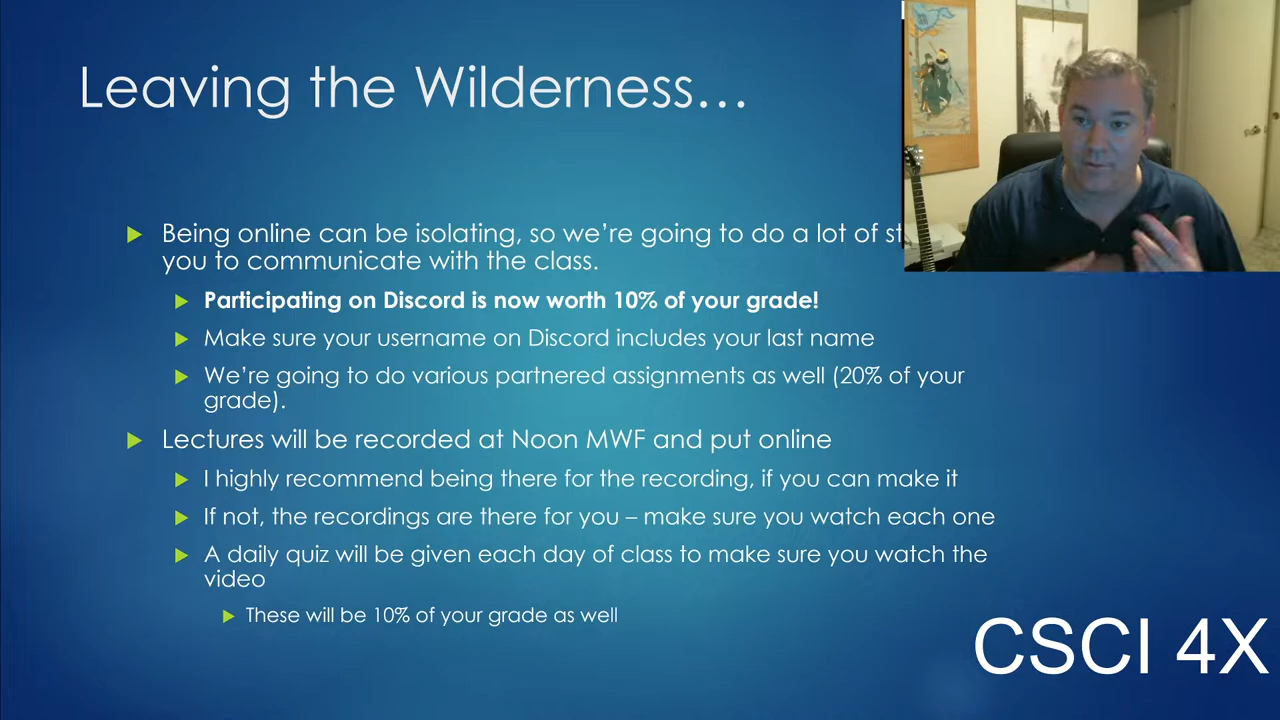 Leaving the Wilderness…
Being online can be isolating, so we're going to do a lot of
you to communicate with the class.
Participating on Discord is now worth 10% of your grade!
Make sure your username on Discord includes your last name
We're going to do various partnered assignments as well (20% of your
grade).
Lectures will be recorded at Noon MWF and put online
I highly recommend being there for the recording, if you can make it
If not, the recordings are there for you – make sure you watch each one
A daily quiz will be given each day of class to make sure you watch the
video
These will be 10% of your grade as well
CSCI 4X